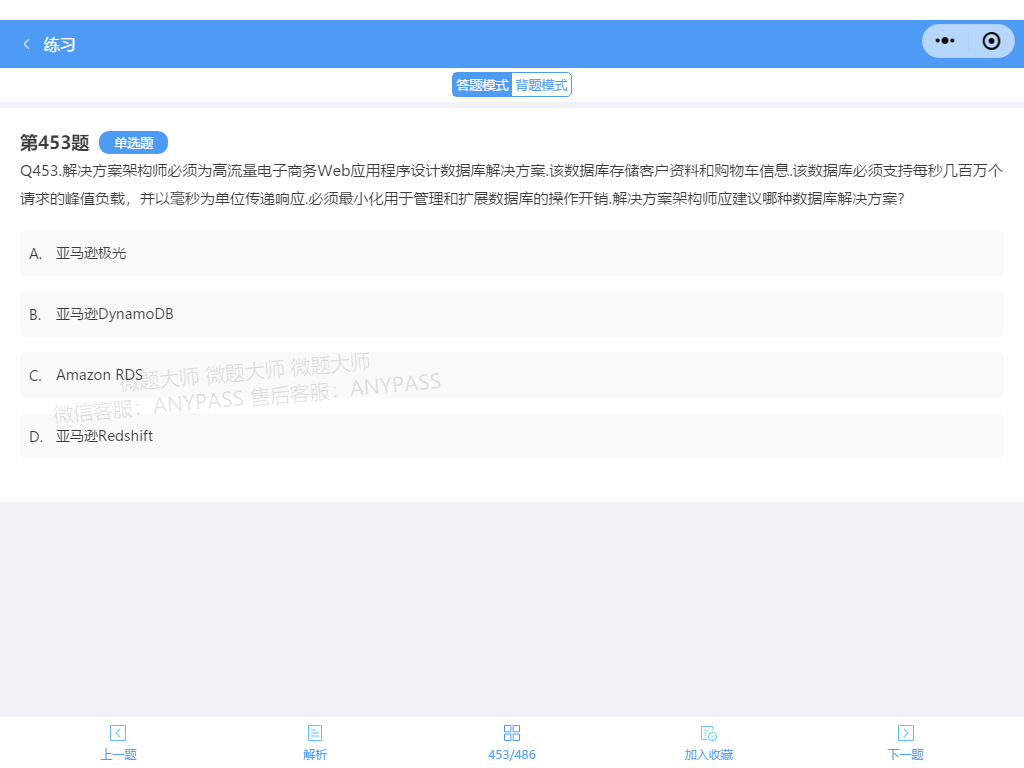 练习
答题模式 背题模式
第453题 单选题
Q453.解决方案架构师必须为高流量电子商务Web应用程序设计数据库解决方案.该数据库存储客户资料和购物车信息.该数据库必须支持每秒几百万个
请求的峰值负载，并以毫秒为单位传递响应.必须最小化用于管理和扩展数据库的操作开销.解决方案架构师应建议哪种数据库解决方案?
A. 亚马逊极光
B. 亚马逊DynamoDB
C. Amazon RDS
微题大师 微题大师 微题大师
微信客服：ANYPASS 售后客服：ANYPASS
D. 亚马逊Redshift
上一题 解析 453/486 加入收藏 下一题